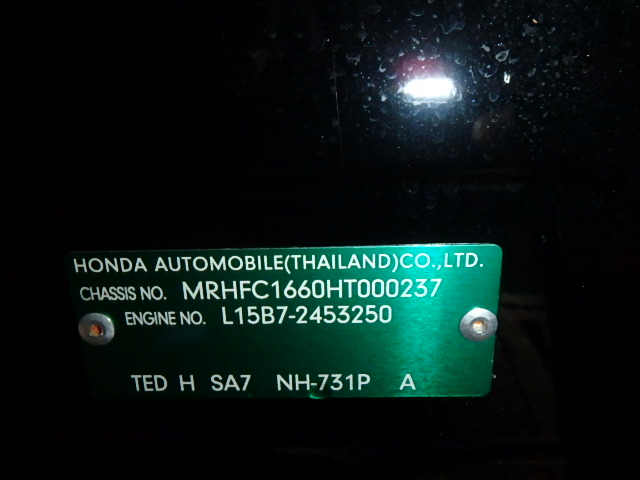 HONDA AUTOMOBILE(THAILAND)CO.,LTD.
CHASSIS NO. MRHFC1660HT000237
ENGINE NO. L15B7-2453250
TED H SA7 NH-731P A